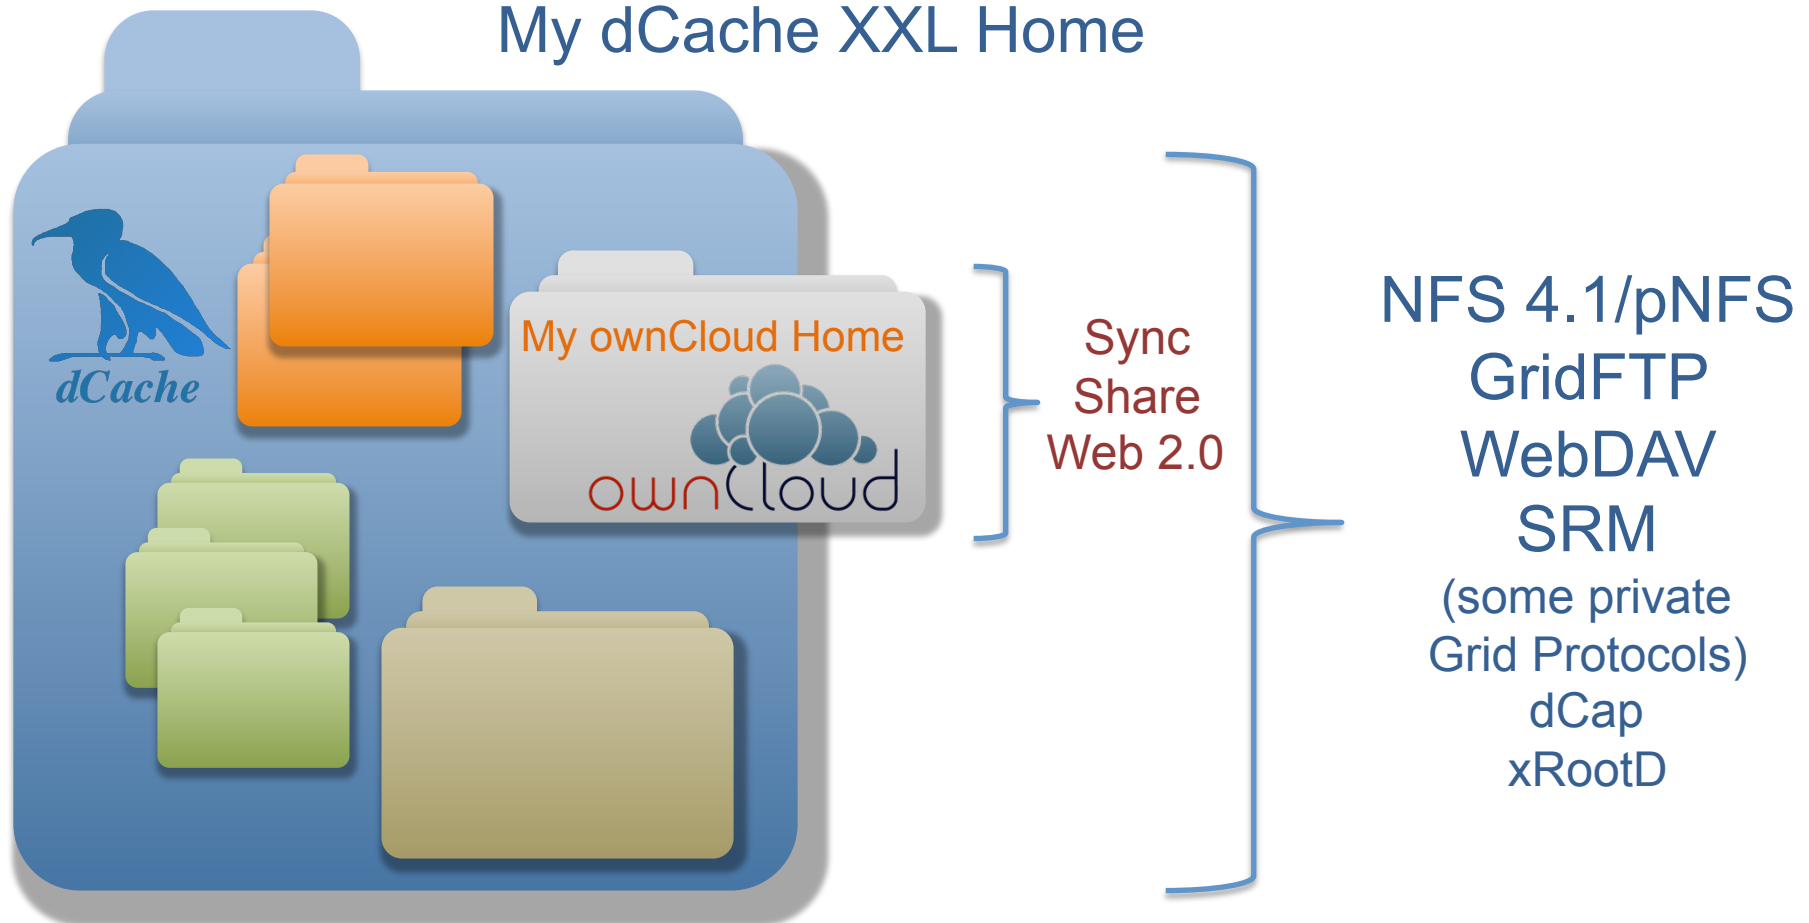 My dCache XXL Home
dCache
My ownCloud Home
ownCloud
Sync
Share
Web 2.0
NFS 4.1/pNFS
GridFTP
WebDAV
SRM
(some private
Grid Protocols)
dCap
xRootD